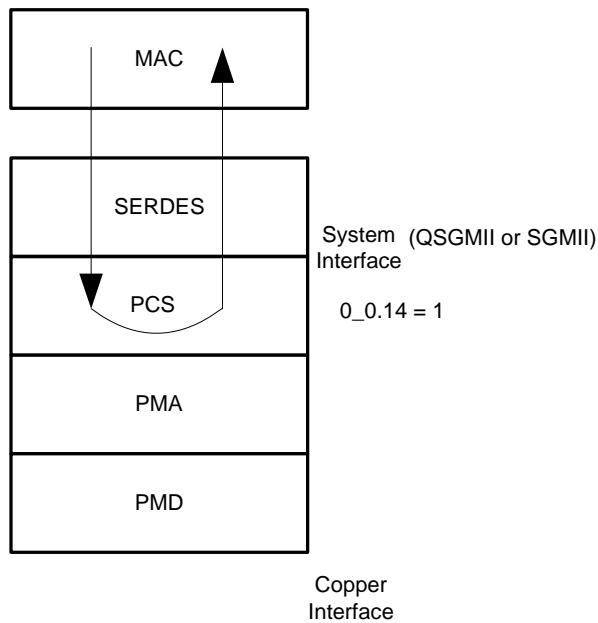 MAC
SERDES
System (QSGMII or SGMII)
Interface
PCS
0_0.14 = 1
PMA
PMD
Copper
Interface